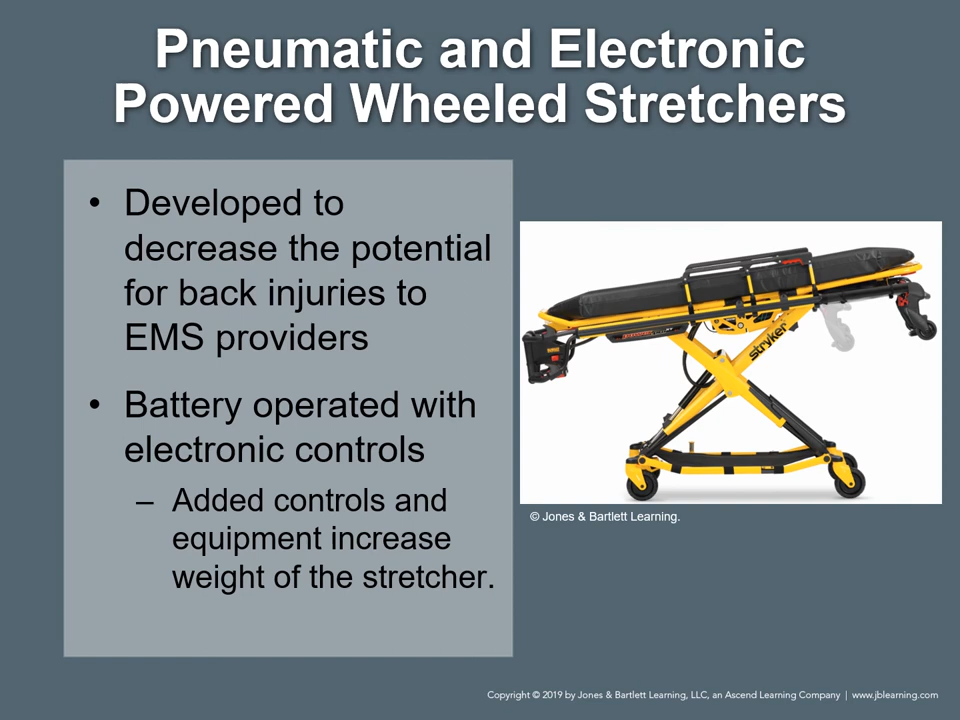 Pneumatic and Electronic
Powered Wheeled Stretchers
• Developed to
decrease the potential
for back injuries to
EMS providers
• Battery operated with
electronic controls
– Added controls and
equipment increase
weight of the stretcher.
stryker
© Jones & Bartlett Learning.
Copyright © 2019 by Jones & Bartlett Learning, LLC, an Ascend Learning Company | www.jblearning.com